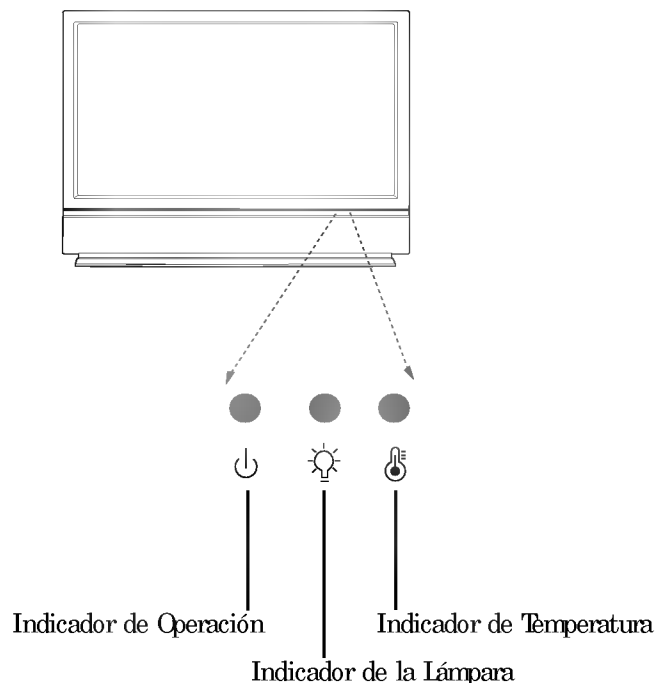 Indicador de Operación
Indicador de Temperatura
Indicador de la Lámpara